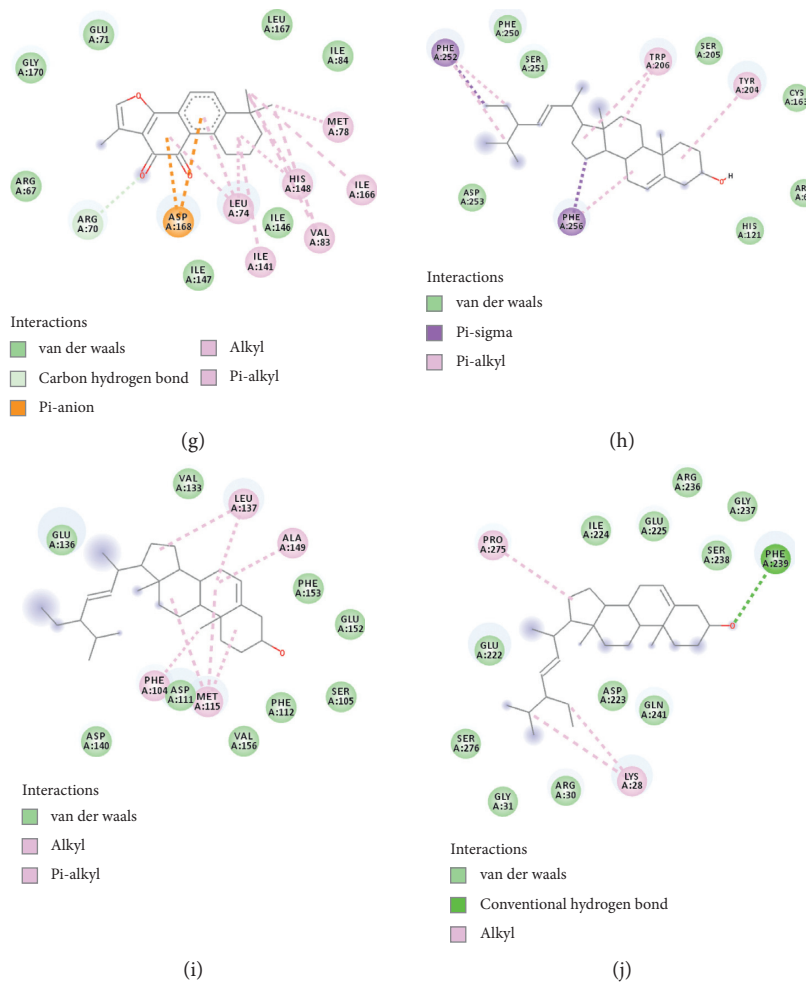 GLU
A:71
LEU
A:167
GLY
A:170
ILE
A:84
MET
A:78
ARG
A:67
ARG
A:70
ASP
A:168
LEU
A:74
HIS
A:148
ILE
A:166
ILE
A:146
VAL
A:83
ILE
A:147
ILE
A:141
O
O
O
Interactions
van der waals
Carbon hydrogen bond
Pi-anion
Alkyl
Pi-alkyl
(g)
PHE
A:250
PHE
A:252
SER
A:251
TRP
A:206
SER
A:205
TYR
A:204
CYS
A:163
ASP
A:253
PHE
A:256
HIS
A:121
O
H
Interactions
van der waals
Pi-sigma
Pi-alkyl
(h)
VAL
A:133
LEU
A:137
GLU
A:136
ALA
A:149
PHE
A:153
GLU
A:152
PHE
A:104
ASP
A:111
MET
A:115
PHE
A:112
SER
A:105
ASP
A:140
VAL
A:156
O
Interactions
van der waals
Alkyl
Pi-alkyl
(i)
ARG
A:236
GLY
A:237
PRO
A:275
ILE
A:224
GLU
A:225
SER
A:238
PHE
A:239
GLU
A:222
ASP
A:223
GLN
A:241
SER
A:276
GLY
A:31
ARG
A:30
LYS
A:28
O
Interactions
van der waals
Conventional hydrogen bond
Alkyl
(j)